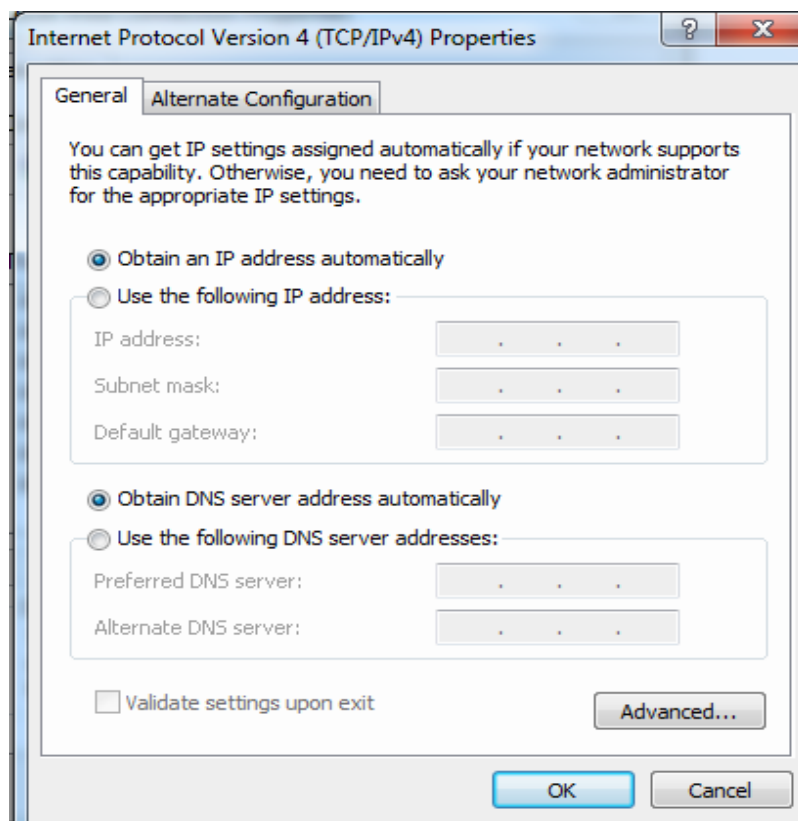 Internet Protocol Version 4 (TCP/IPv4) Properties
?
X
General
Alternate Configuration
You can get IP settings assigned automatically if your network supports
this capability. Otherwise, you need to ask your network administrator
for the appropriate IP settings.
Obtain an IP address automatically
Use the following IP address:
IP address: . . .
Subnet mask: . . .
Default gateway: . . .
Obtain DNS server address automatically
Use the following DNS server addresses:
Preferred DNS server: . . .
Alternate DNS server: . . .
Validate settings upon exit
Advanced...
OK
Cancel